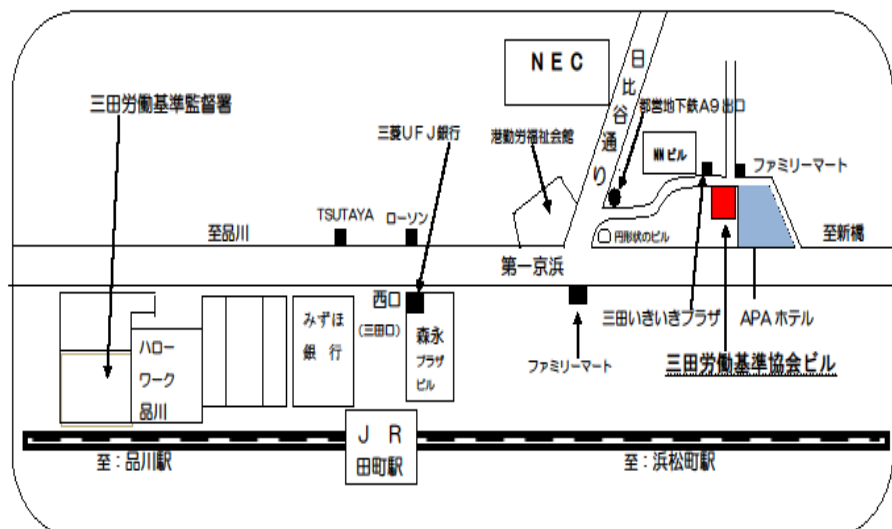 NEC
日比谷通り
三田労働基準監督署
三菱UFJ銀行
港勤労福祉会館
都営地下鉄A9出口
NNビル
ファミリーマート
TSUTAYA
ローソン
至品川
円形状のビル
至新橋
第一京浜
西口
(三田口)
みずほ
銀行
森永
プラザ
ビル
ファミリーマート
三田いきいきプラザ
APAホテル
三田労働基準協会ビル
ハロー
ワーク
品川
JR
田町駅
至:品川駅
至:浜松町駅